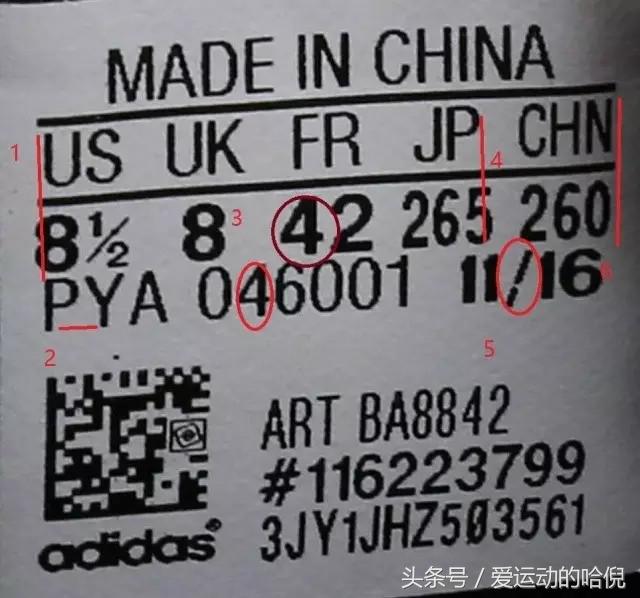 MADE IN CHINA
1 US UK FR JP 4 CHN
8½ 8 3 42 265 260
PYA 046001 11/16 6
2 5
ART BA8842
#116223799
3JY1JHZ503561
adidas®
头条号 / 爱运动的哈倪